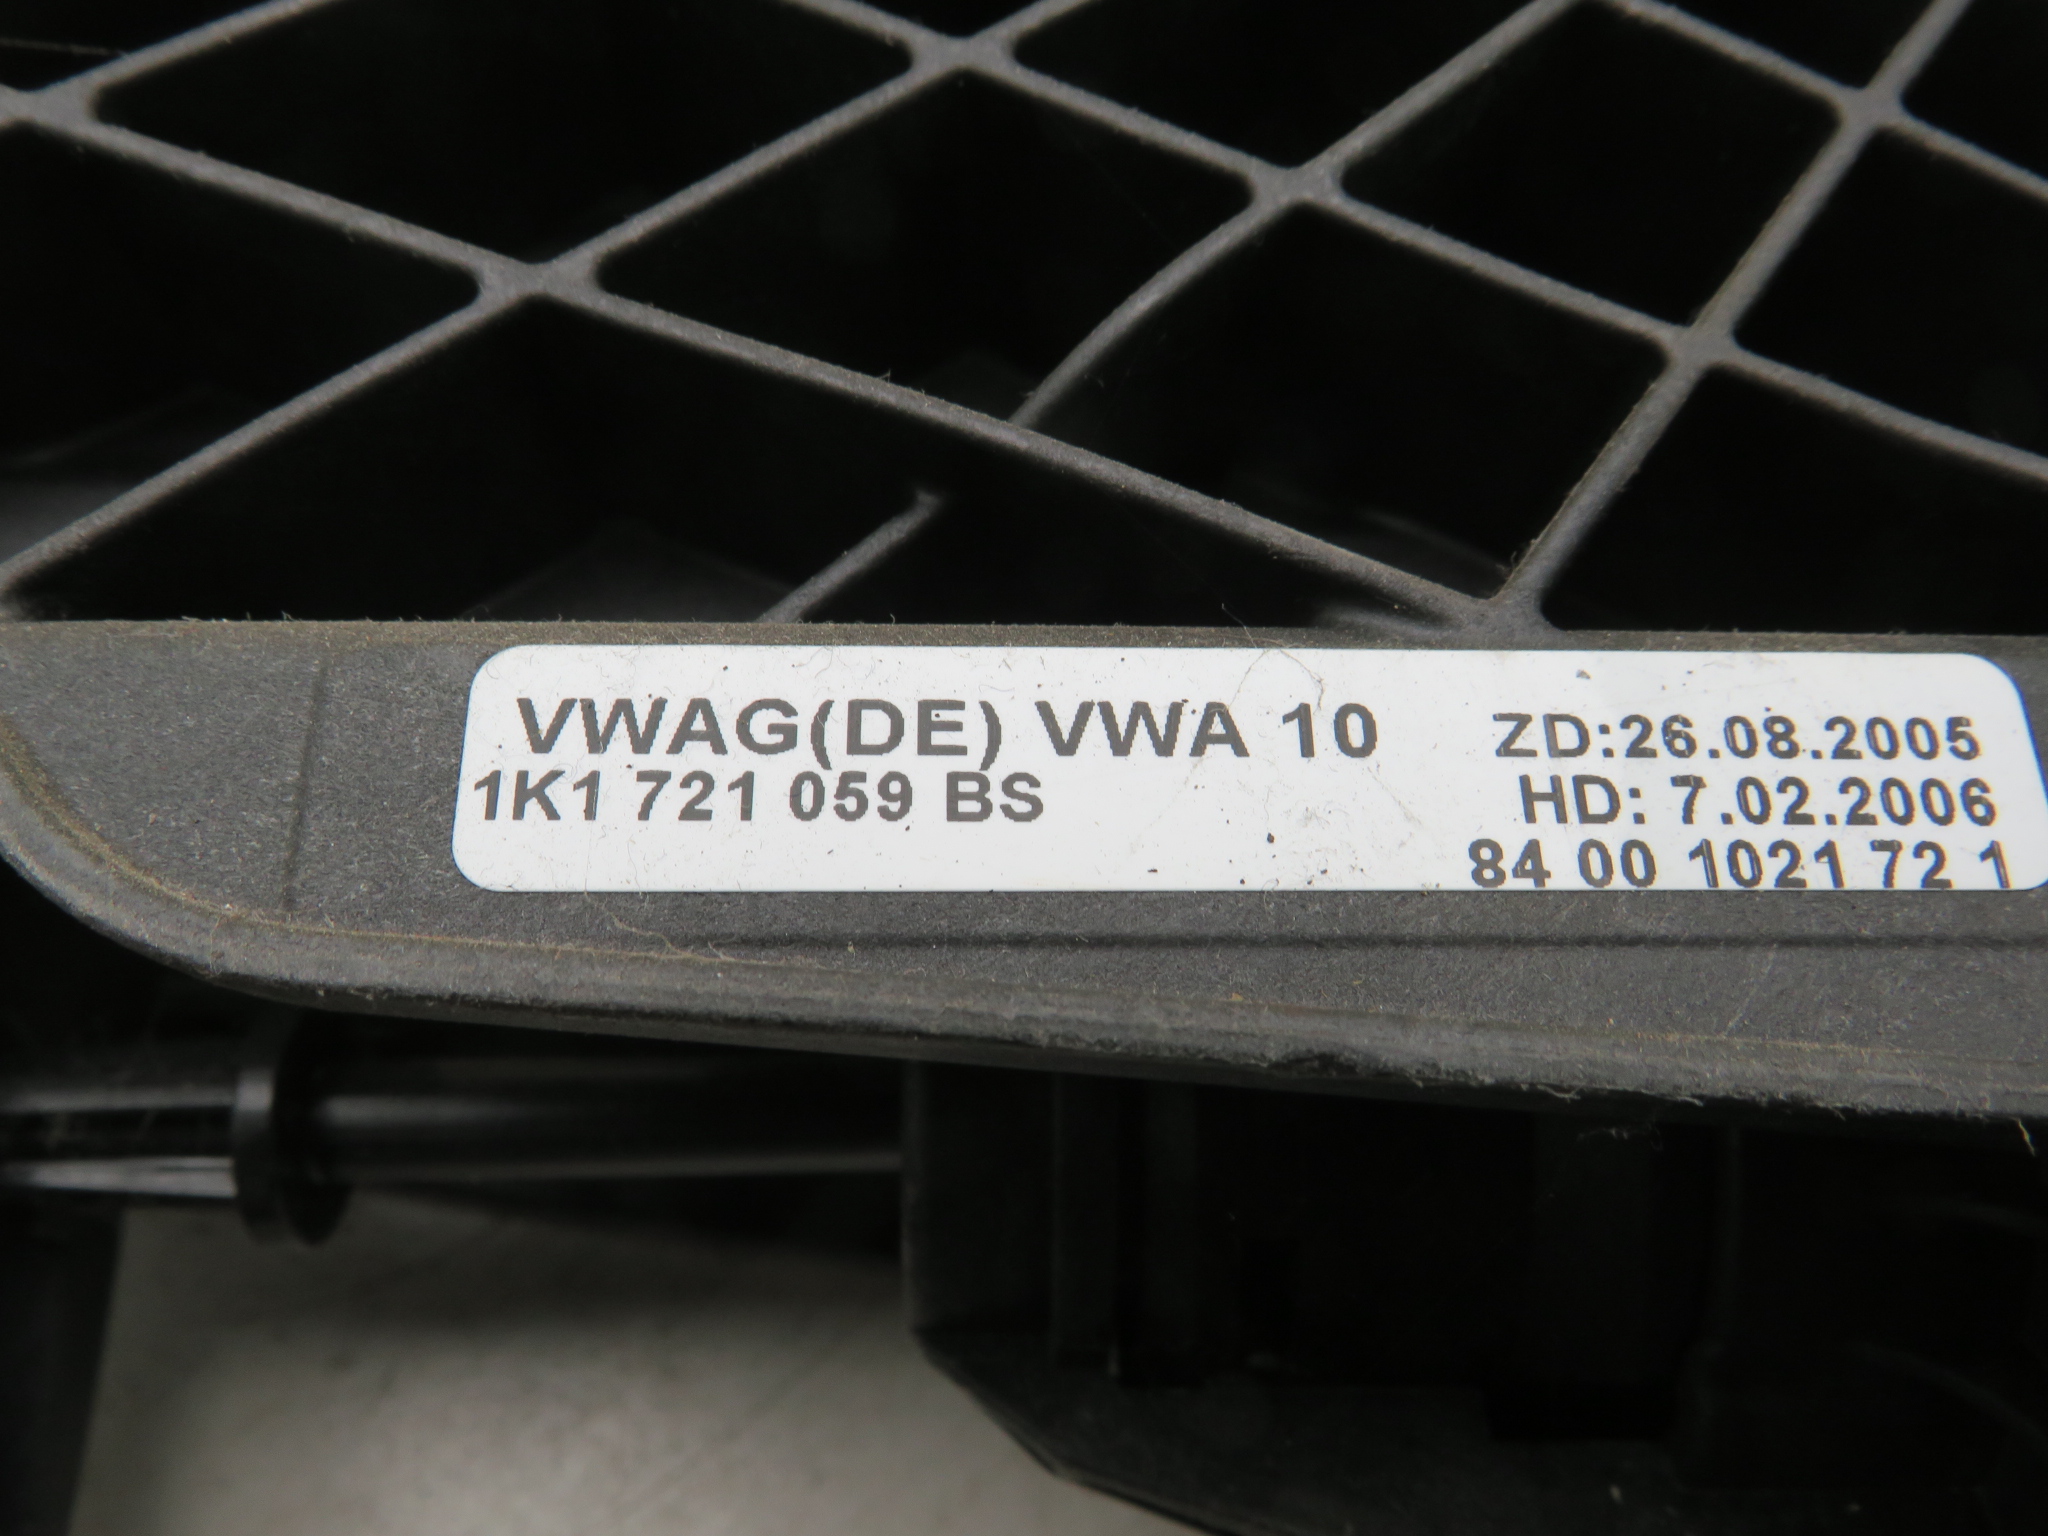 VWAG(DE) VWA 10
1K1 721 059 BS
ZD:26.08.2005
HD: 7.02.2006
84 00 1021 72 1